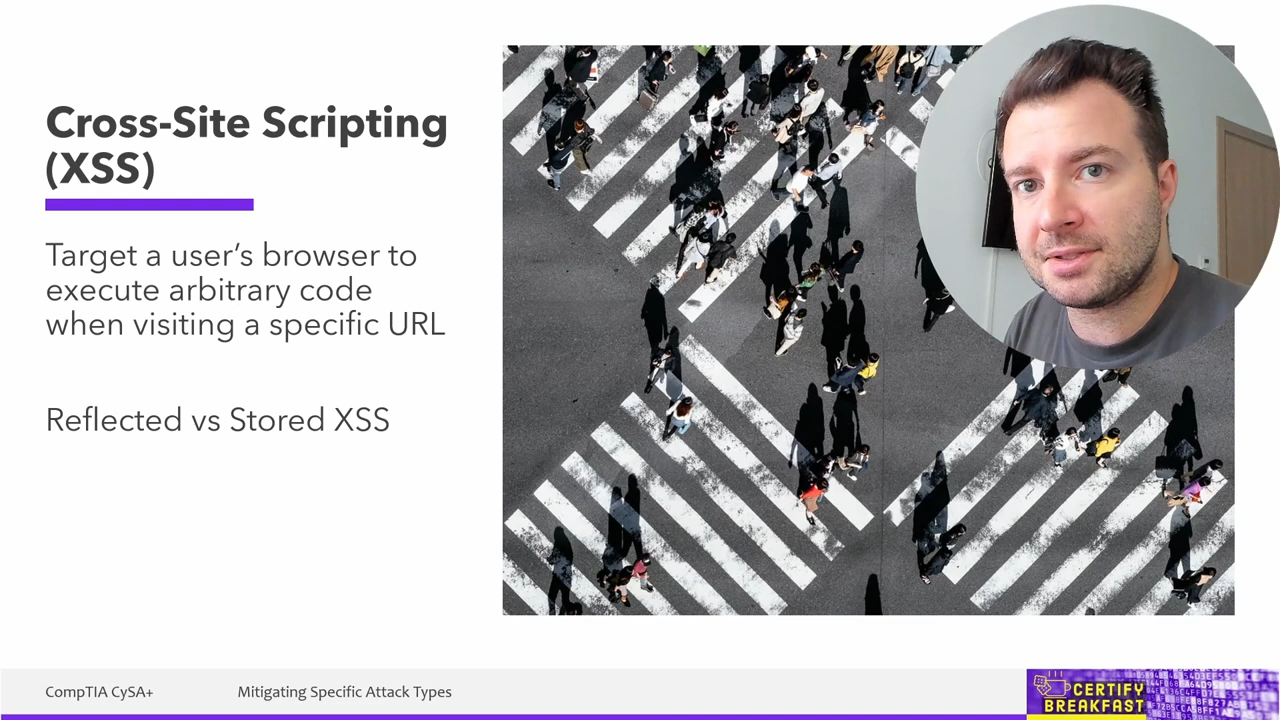 Cross-Site Scripting
(XSS)
Target a user’s browser to
execute arbitrary code
when visiting a specific URL
Reflected vs Stored XSS
CompTIA CySA+
Mitigating Specific Attack Types
CERTIFY
BREAKFAST